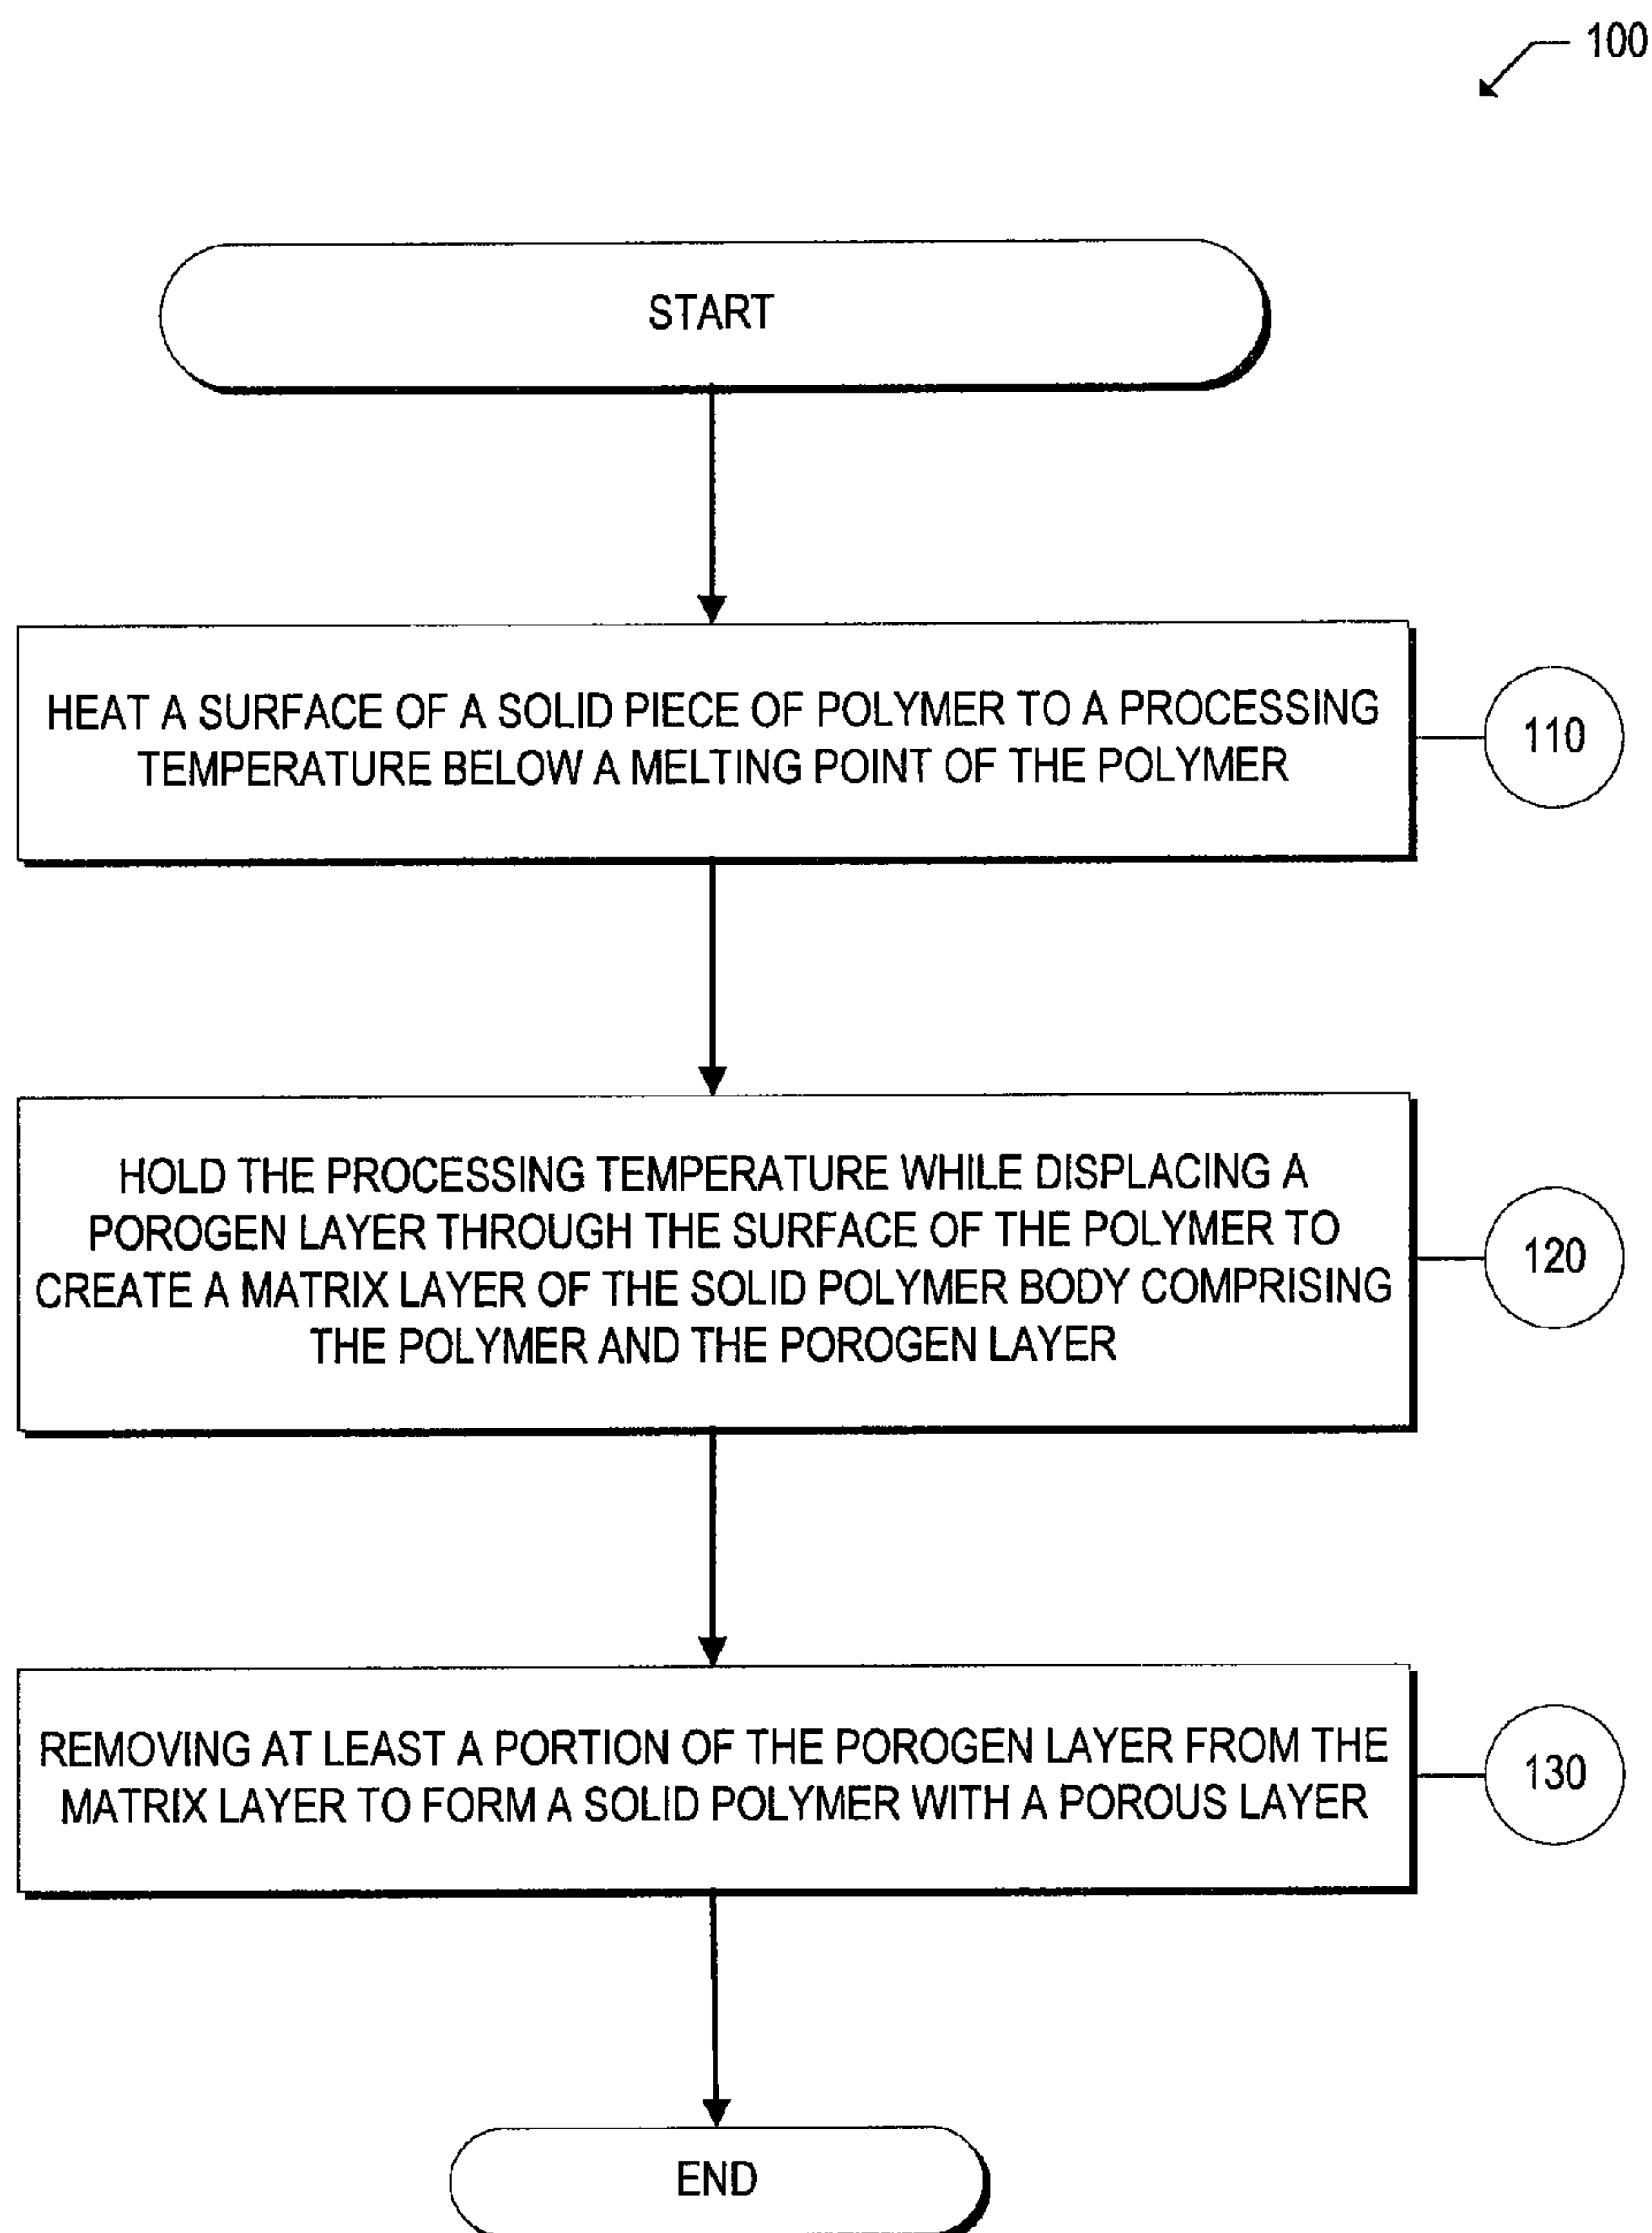 100
START
HEAT A SURFACE OF A SOLID PIECE OF POLYMER TO A PROCESSING
TEMPERATURE BELOW A MELTING POINT OF THE POLYMER
110
HOLD THE PROCESSING TEMPERATURE WHILE DISPLACING A
POROGEN LAYER THROUGH THE SURFACE OF THE POLYMER TO
CREATE A MATRIX LAYER OF THE SOLID POLYMER BODY COMPRISING
THE POLYMER AND THE POROGEN LAYER
120
REMOVING AT LEAST A PORTION OF THE POROGEN LAYER FROM THE
MATRIX LAYER TO FORM A SOLID POLYMER WITH A POROUS LAYER
130
END